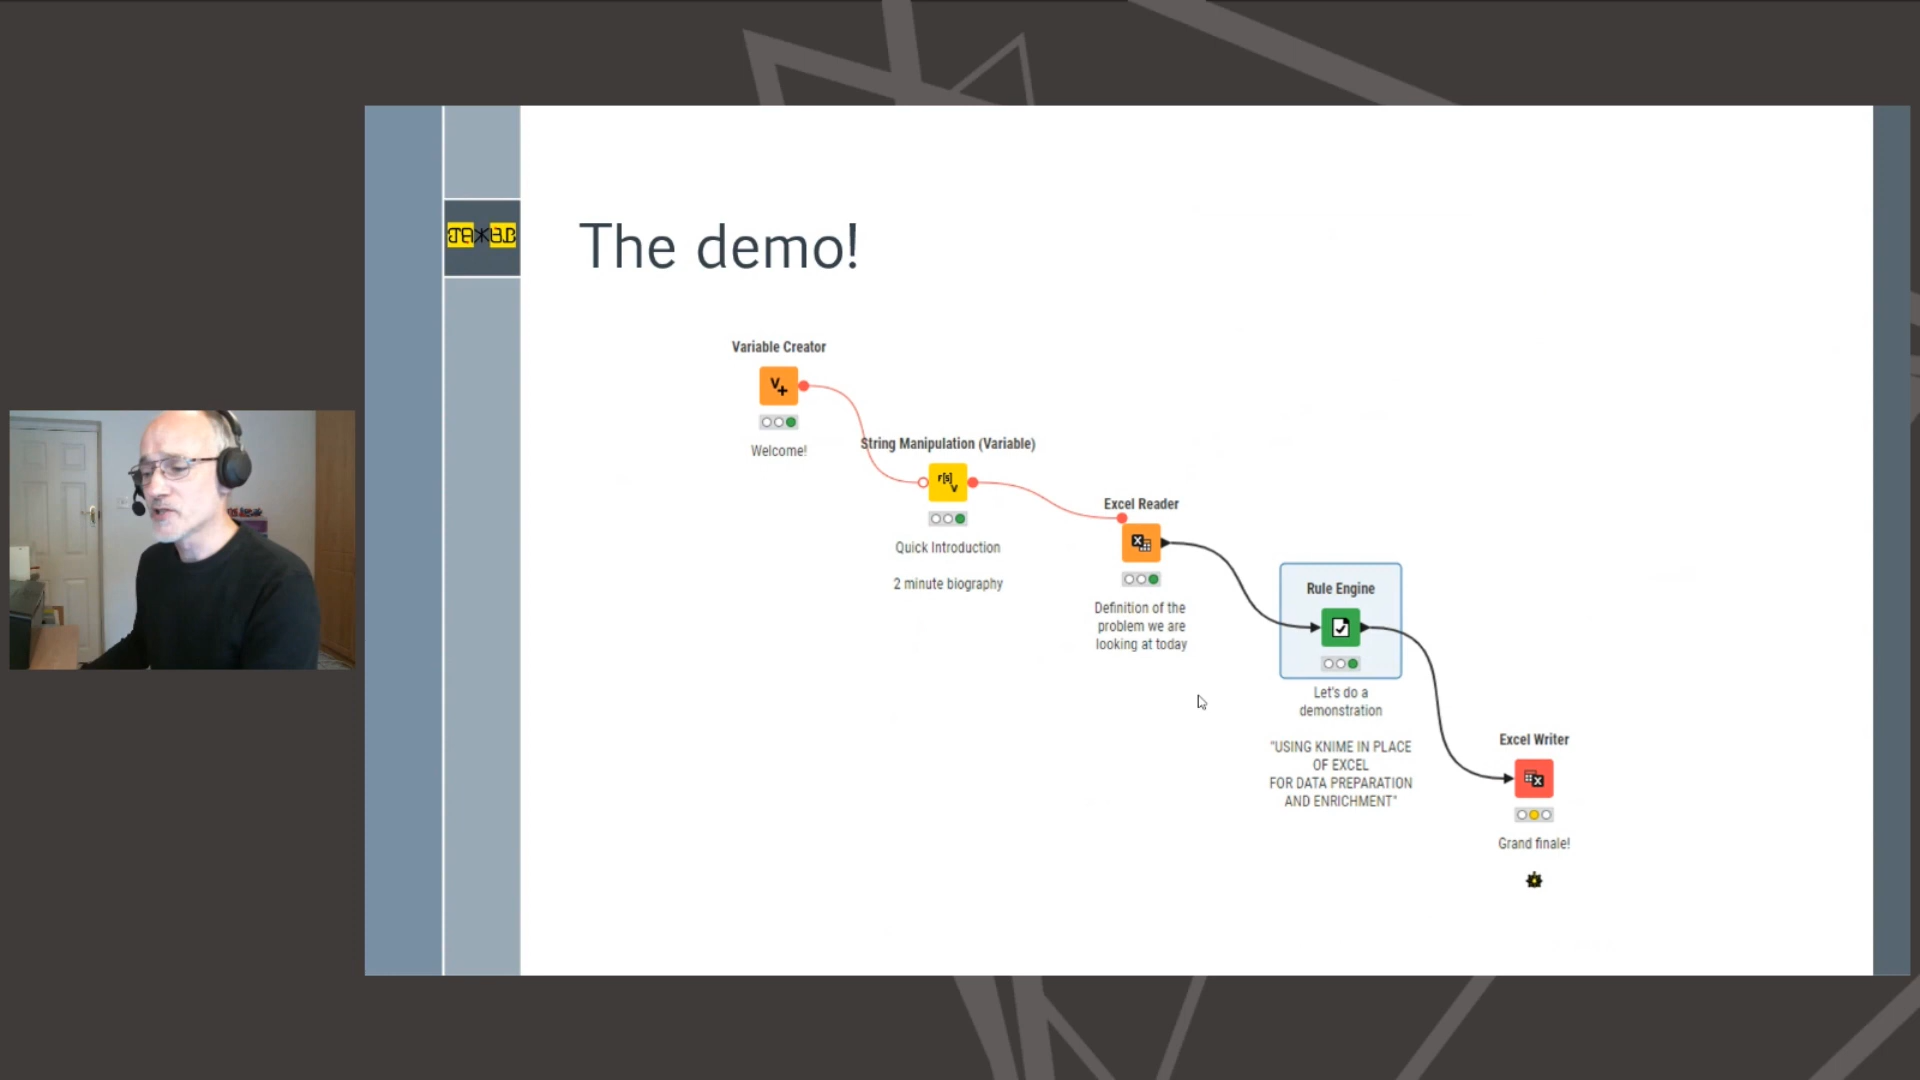 The demo!
Variable Creator
V+
Welcome!
String Manipulation (Variable)
Quick Introduction
2 minute biography
Excel Reader
X
Definition of the
problem we are
looking at today
Rule Engine
Let's do a
demonstration
"USING KNIME IN PLACE
OF EXCEL
FOR DATA PREPARATION
AND ENRICHMENT"
Excel Writer
X
Grand finale!